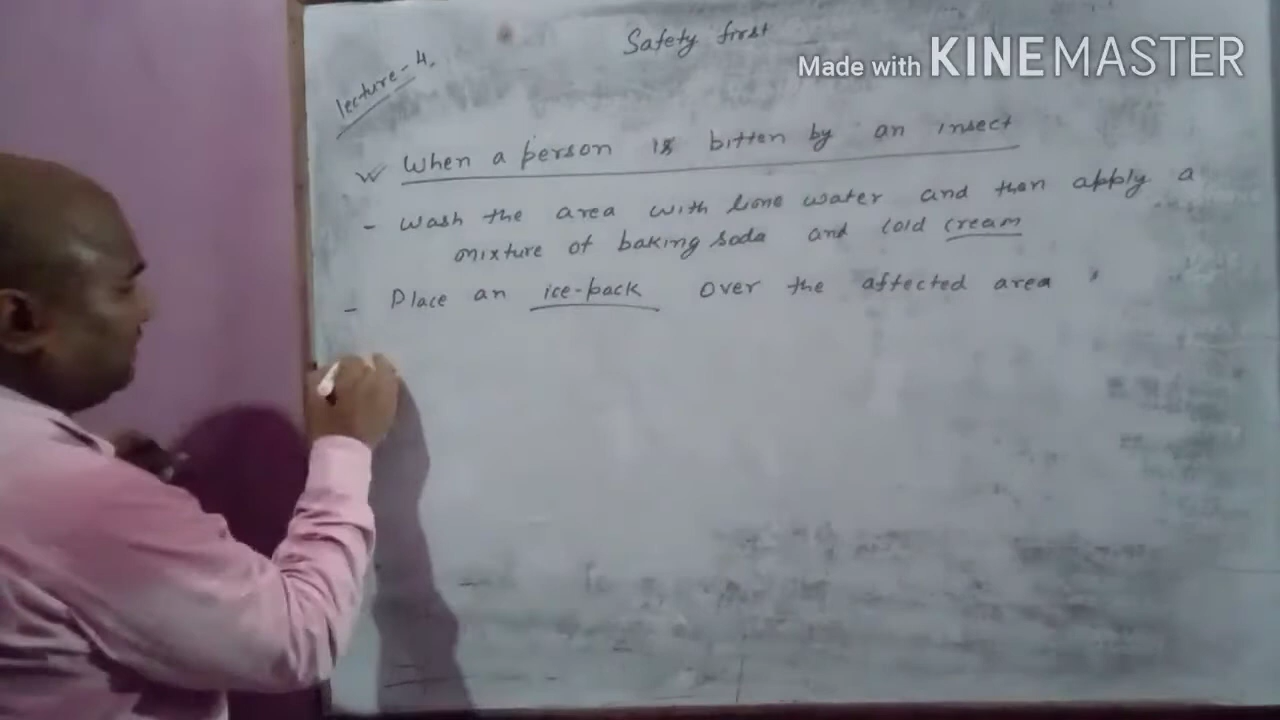 Safety first
Made with KINEMASTER
lecture-4.
When a person is bitten by an insect
- Wash the area with lime water and then apply a
mixture of baking soda and cold cream
- Place an ice-pack over the affected area